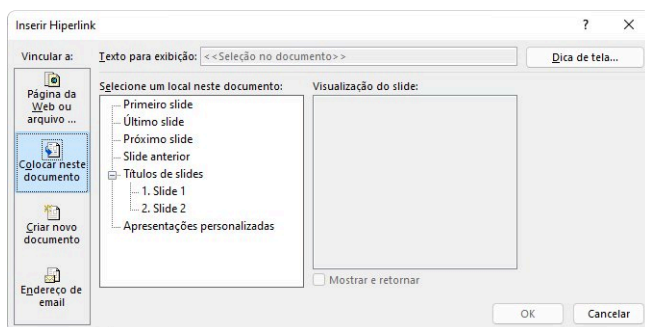 Inserir Hiperlink
?
Vincular a:
Texto para exibição: <<Seleção no documento>>
Dica de tela...
Página da
Web ou
arquivo ...
Colocar neste
documento
Criar novo
documento
Endereço de
email
Selecione um local neste documento:
Primeiro slide
Último slide
Próximo slide
Slide anterior
Títulos de slides
1. Slide 1
2. Slide 2
Apresentações personalizadas
Visualização do slide:
Mostrar e retornar
OK
Cancelar